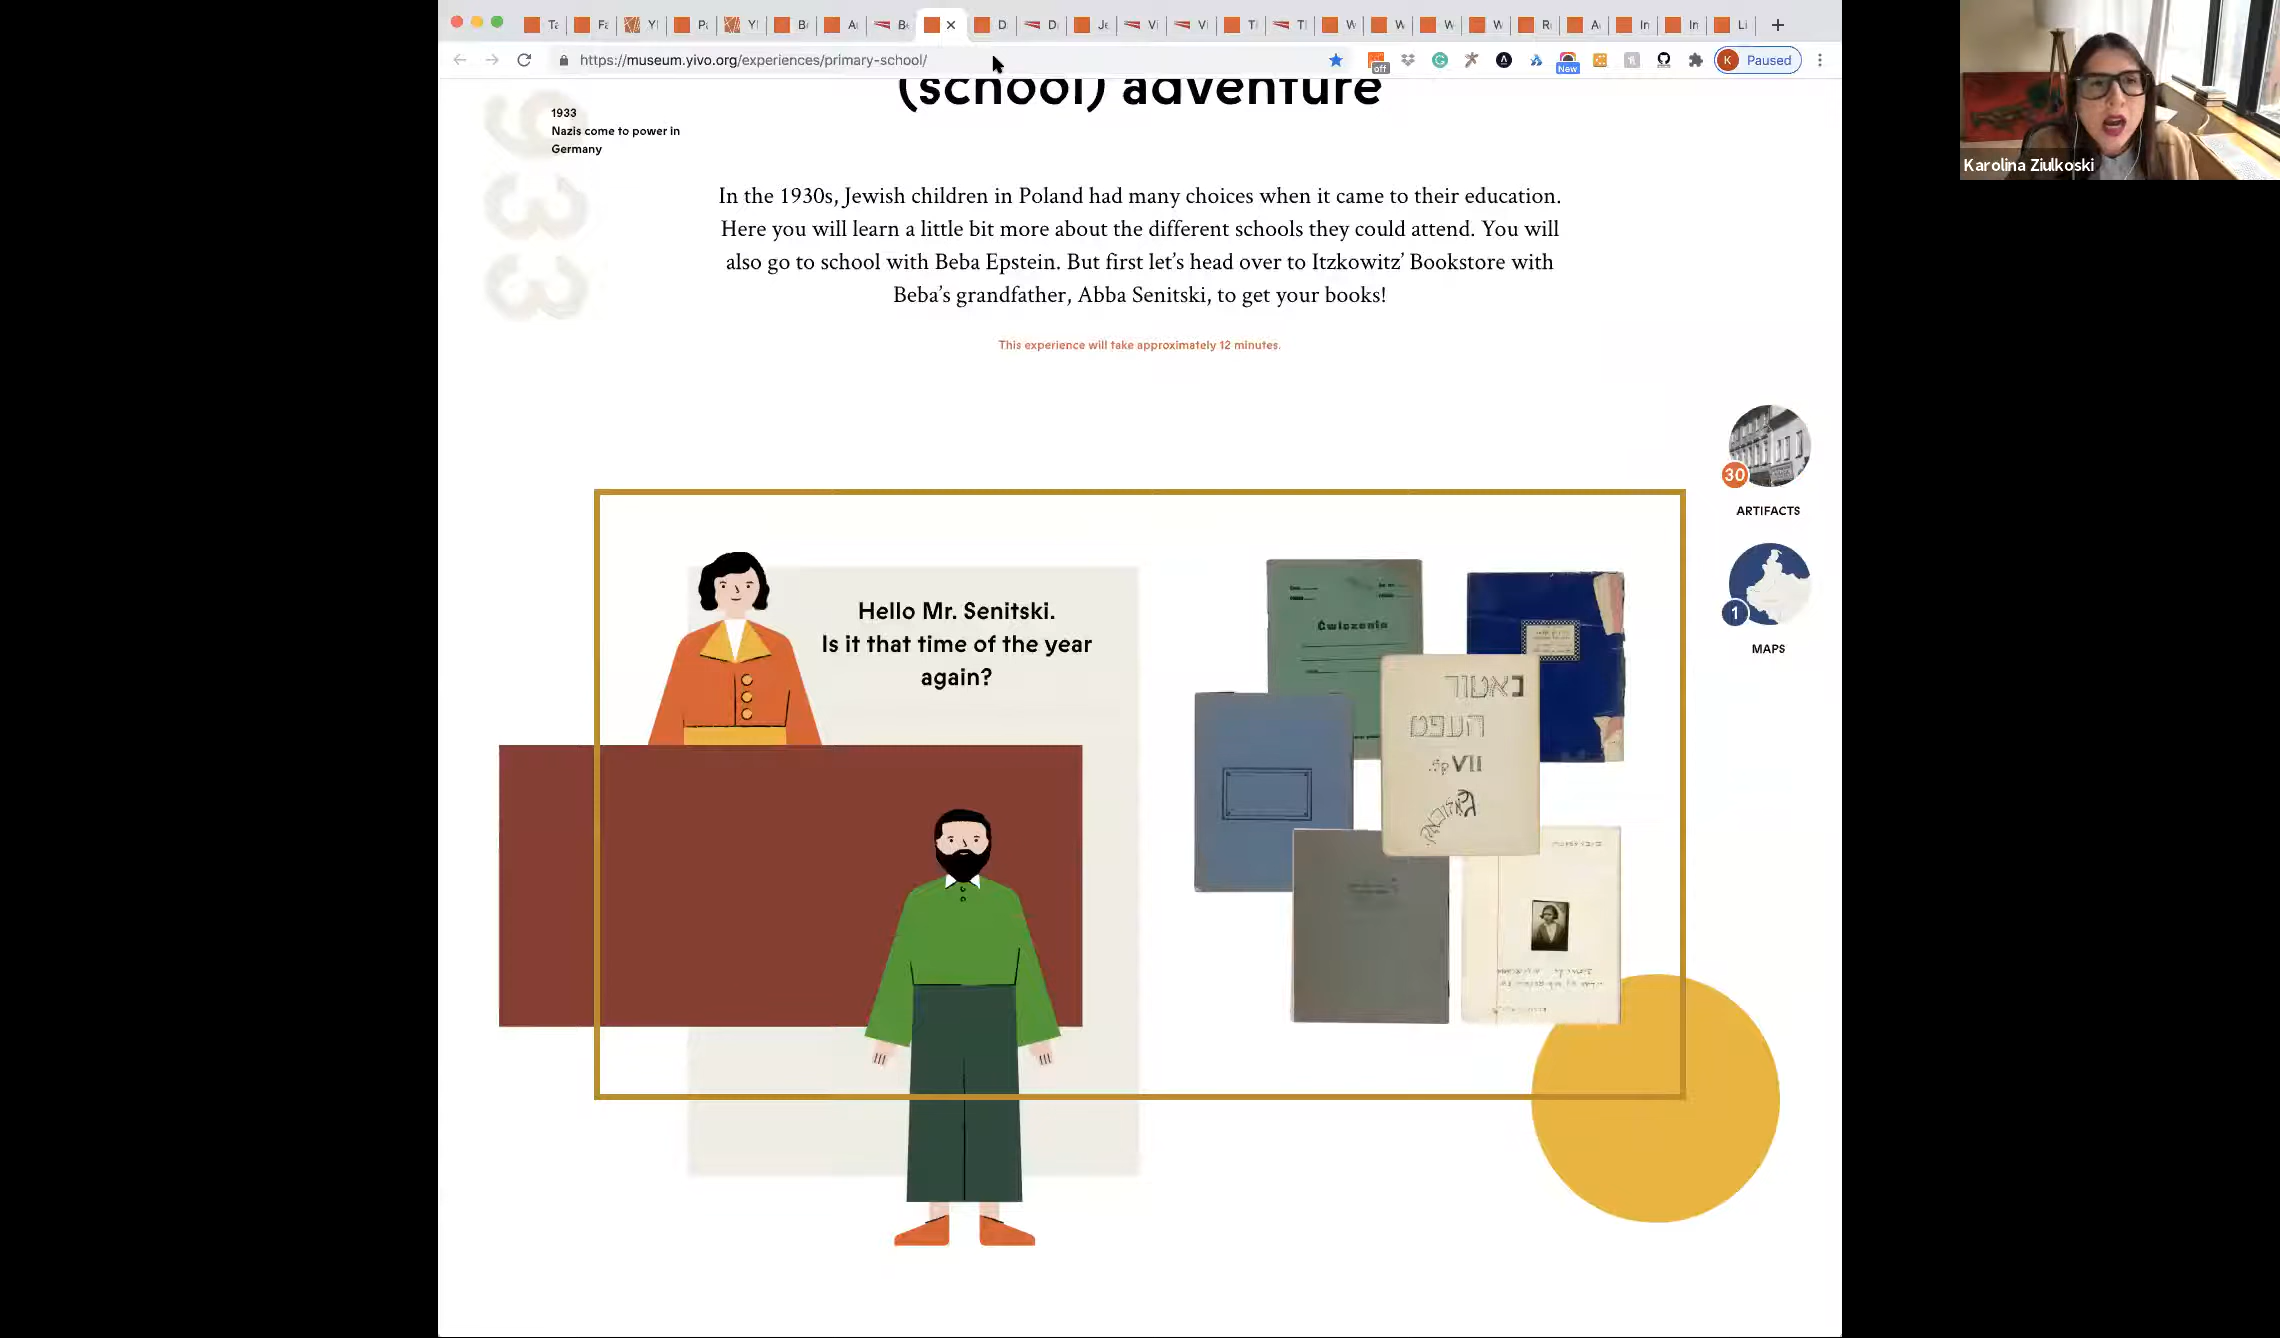 https://museum.yivo.org/experiences/primary-school/
off
New
K
Paused
Karolina Ziulkoski
(school) adventure
1933
Nazis come to power in
Germany
In the 1930s, Jewish children in Poland had many choices when it came to their education.
Here you will learn a little bit more about the different schools they could attend. You will
also go to school with Beba Epstein. But first let's head over to Itzkowitz' Bookstore with
Beba's grandfather, Abba Senitski, to get your books!
This experience will take approximately 12 minutes.
30
ARTIFACTS
1
MAPS
Hello Mr. Senitski.
Is it that time of the year
again?
Ćwiczenia
נאטור
העפט
VII